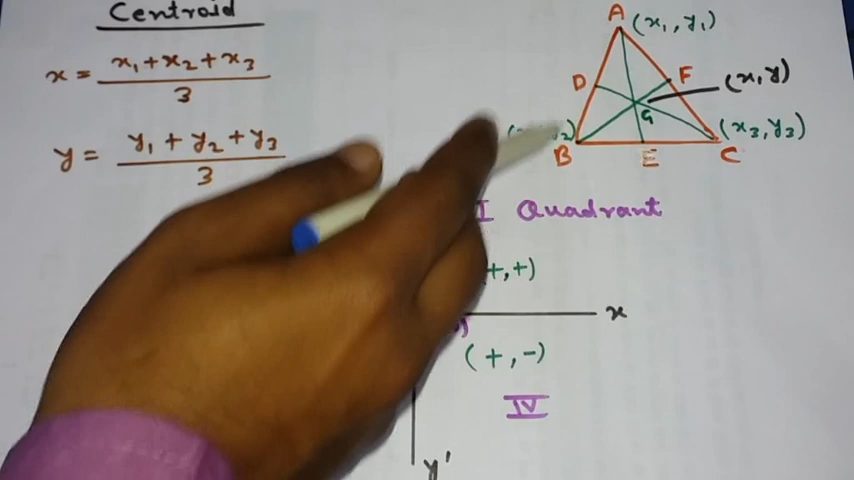 Centroid
x = x₁+x₂+x₃ / 3
y = y₁+y₂+y₃ / 3
A (x₁, y₁)
D F (x, y)
G
B E C (x₃, y₃)
I Quadrant
+,+)
x
(+,-)
IV
y'